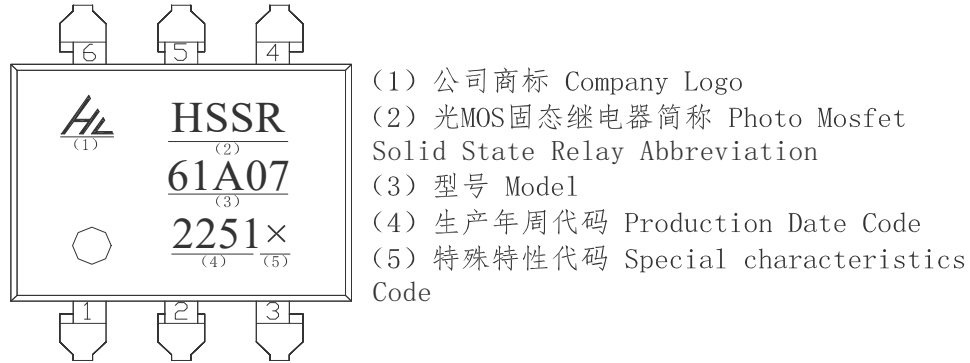 6 5 4
HL
(1)
HSSR
(2)
61A07
(3)
2251×
(4) (5)
1 2 3
(1) 公司商标 Company Logo
(2) 光MOS固态继电器简称 Photo Mosfet
Solid State Relay Abbreviation
(3) 型号 Model
(4) 生产年周代码 Production Date Code
(5) 特殊特性代码 Special characteristics
Code